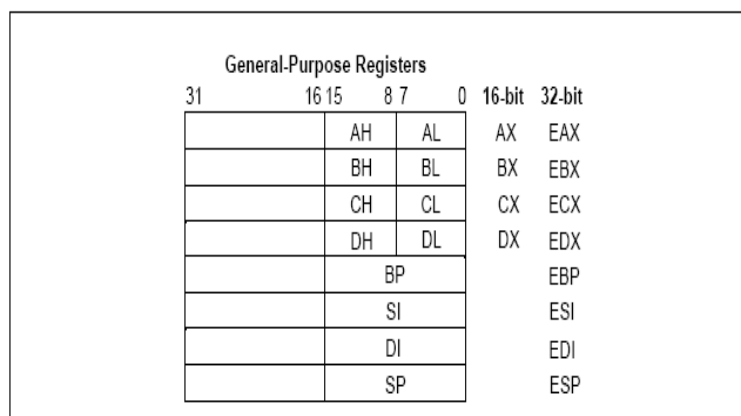 General-Purpose Registers
31 16 15 8 7 0 16-bit 32-bit
AH AL AX EAX
BH BL BX EBX
CH CL CX ECX
DH DL DX EDX
BP EBP
SI ESI
DI EDI
SP ESP